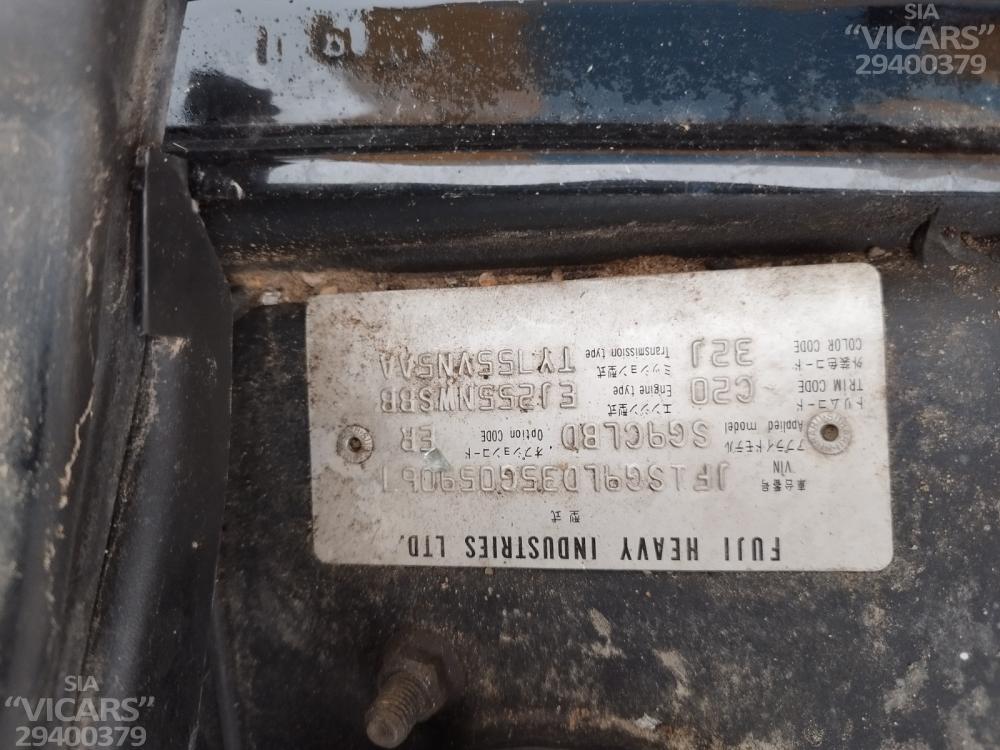 SIA
“VICARS”
29400379
FUJI HEAVY INDUSTRIES LTD.
型式
車台番号
VIN JF1SG9LD35G059061
アプライドモデル オプションコード
Applied model SG9CLBD Option CODE ER
トリムコード エンジン型式
TRIM CODE C20 Engine type EJ255NWSBB
外装色コード ミッション型式
COLOR CODE 32J Transmission type TY755VN5AA
SIA
“VICARS”
29400379